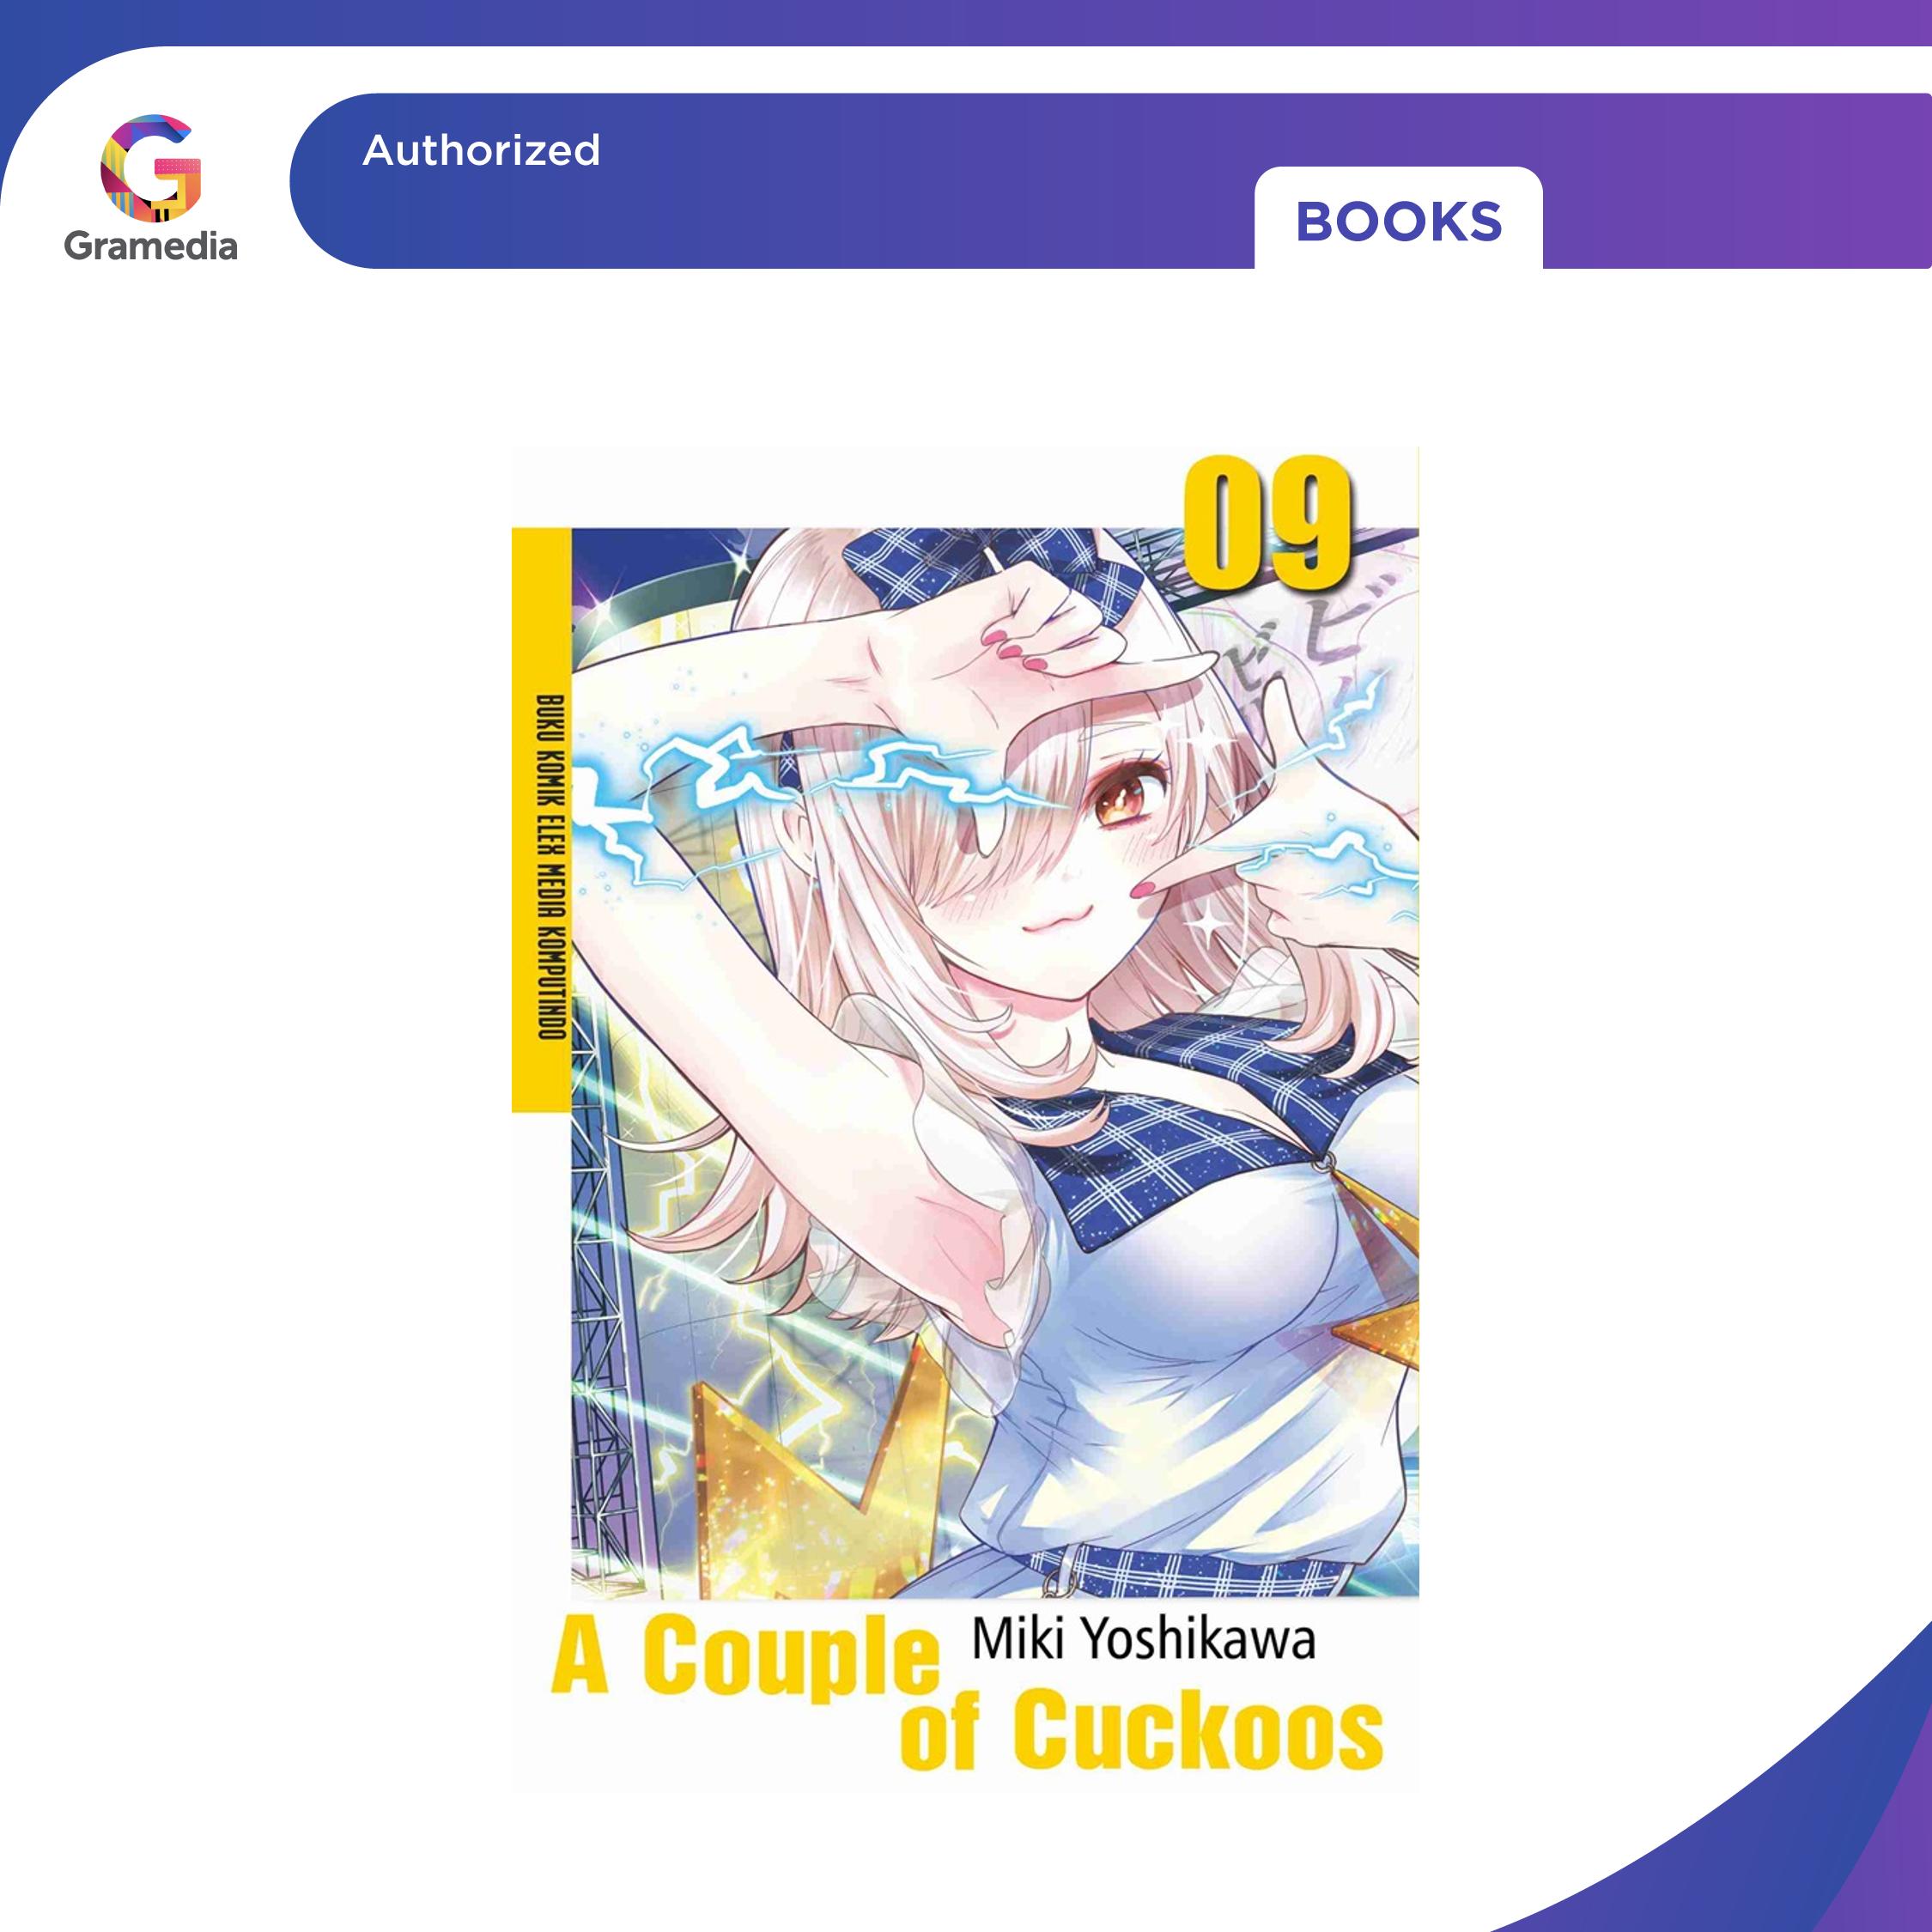 Authorized
BOOKS
Gramedia
09
ビ
ビ
BUKU KOMIK ELEX MEDIA KOMPUTINDO
A Couple
Miki Yoshikawa
of Cuckoos